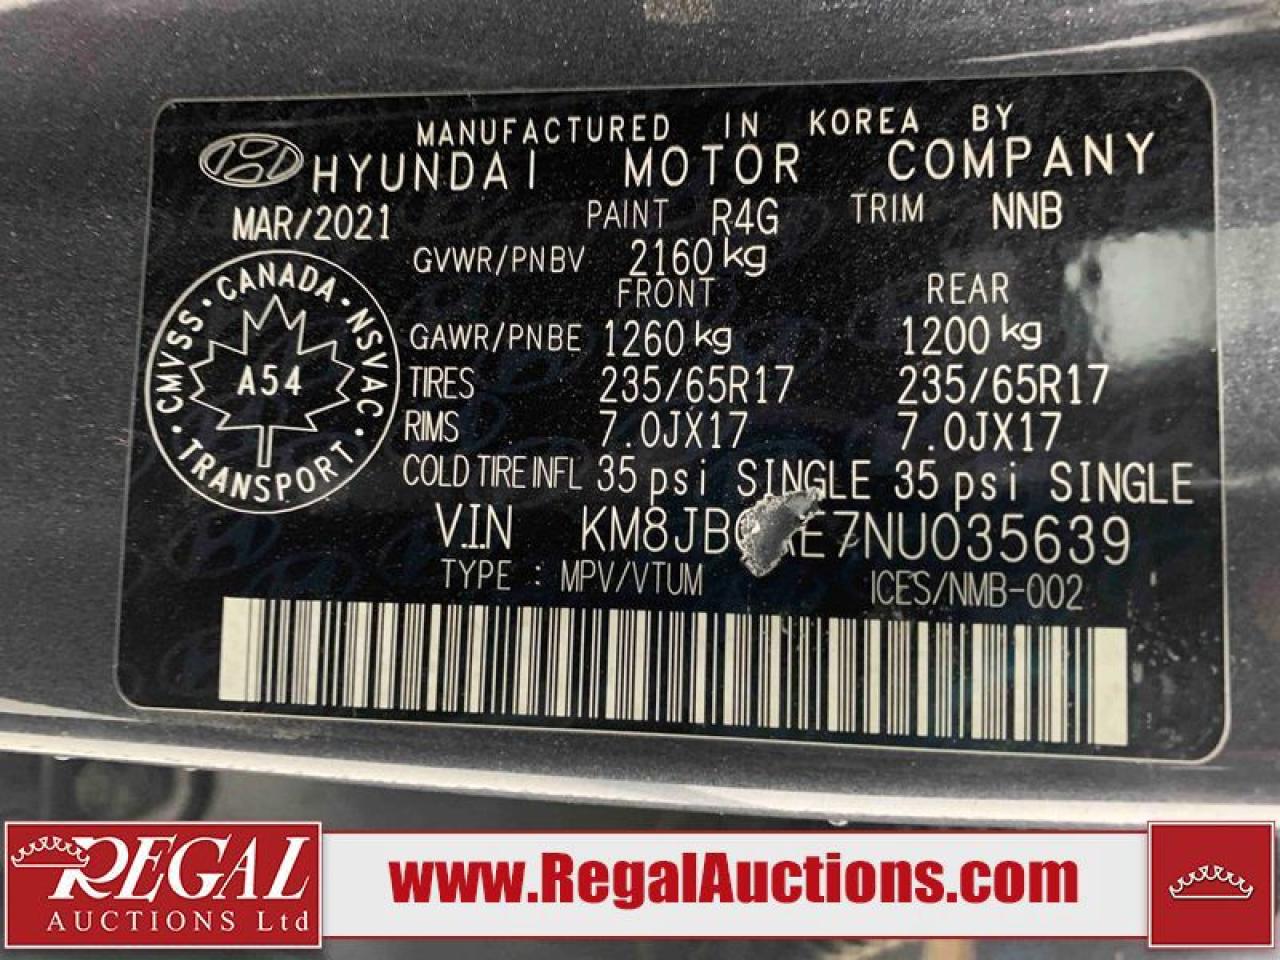 MANUFACTURED IN KOREA BY
HYUNDAI MOTOR COMPANY
MAR/2021 PAINT R4G TRIM NNB
GVWR/PNBV 2160 kg
FRONT REAR
GAWR/PNBE 1260 kg 1200 kg
TIRES 235/65R17 235/65R17
RIMS 7.0JX17 7.0JX17
COLD TIRE INFL 35 psi SINGLE 35 psi SINGLE
V.I.N
TYPE : MPV/VTUM ICES/NMB-002
CMVSS · CANADA · NSVAC · TRANSPORT ·
A54
REGAL
AUCTIONS Ltd
www.RegalAuctions.com